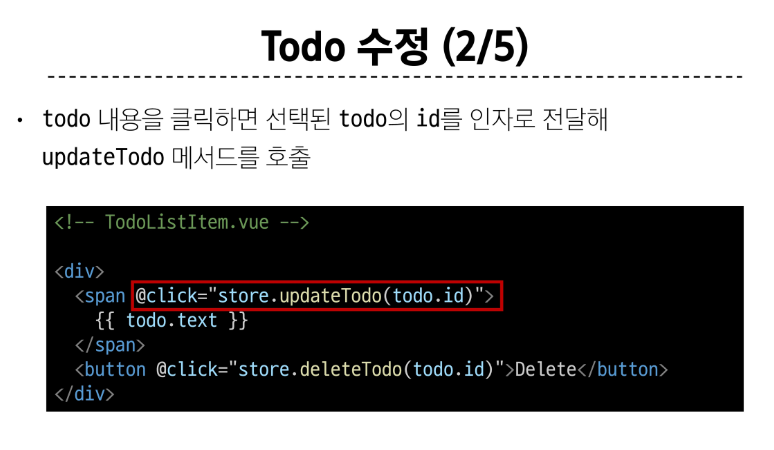 Todo 수정 (2/5)
• todo 내용을 클릭하면 선택된 todo의 id를 인자로 전달해
updateTodo 메서드를 호출
<!-- TodoListItem.vue -->
<div>
  <span @click="store.updateTodo(todo.id)">
    {{ todo.text }}
  </span>
  <button @click="store.deleteTodo(todo.id)">Delete</button>
</div>